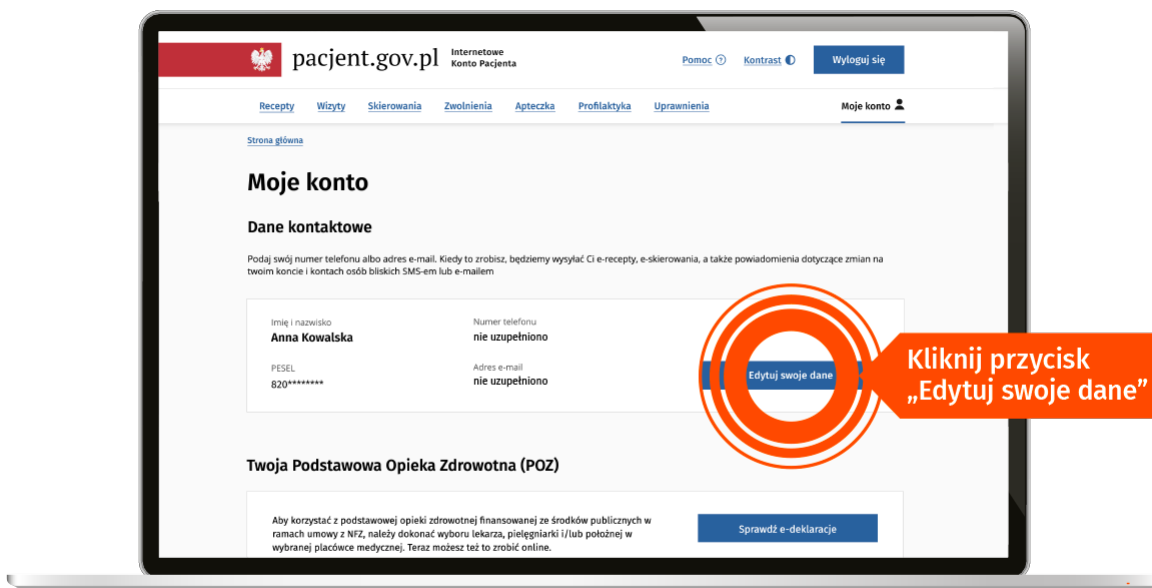 pacjent.gov.pl
Internetowe
Konto Pacjenta
Pomoc
Kontrast
Wyloguj się
Recepty Wizyty Skierowania Zwolnienia Apteczka Profilaktyka Uprawnienia Moje konto
Strona główna
Moje konto
Dane kontaktowe
Podaj swój numer telefonu albo adres e-mail. Kiedy to zrobisz, będziemy wysyłać Ci e-recepty, e-skierowania, a także powiadomienia dotyczące zmian na
twoim koncie i kontach osób bliskich SMS-em lub e-mailem
Imię i nazwisko
Anna Kowalska
Numer telefonu
nie uzupełniono
PESEL
820********
Adres e-mail
nie uzupełniono
Edytuj swoje dane
Kliknij przycisk
„Edytuj swoje dane”
Twoja Podstawowa Opieka Zdrowotna (POZ)
Aby korzystać z podstawowej opieki zdrowotnej finansowanej ze środków publicznych w
ramach umowy z NFZ, należy dokonać wyboru lekarza, pielęgniarki i/lub położnej w
wybranej placówce medycznej. Teraz możesz też to zrobić online.
Sprawdź e-deklaracje